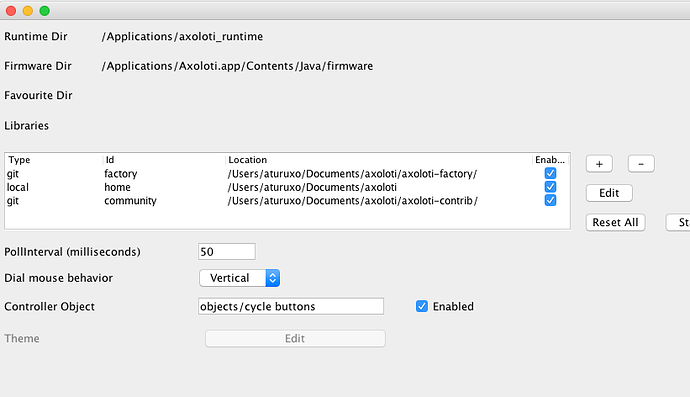 Runtime Dir /Applications/axoloti_runtime
Firmware Dir /Applications/Axoloti.app/Contents/Java/firmware
Favourite Dir
Libraries
Type Id Location Enab...
git factory /Users/aturuxo/Documents/axoloti/axoloti-factory/
local home /Users/aturuxo/Documents/axoloti
git community /Users/aturuxo/Documents/axoloti/axoloti-contrib/
+ -
Edit
Reset All St
PollInterval (milliseconds) 50
Dial mouse behavior Vertical
Controller Object objects/cycle buttons Enabled
Theme Edit